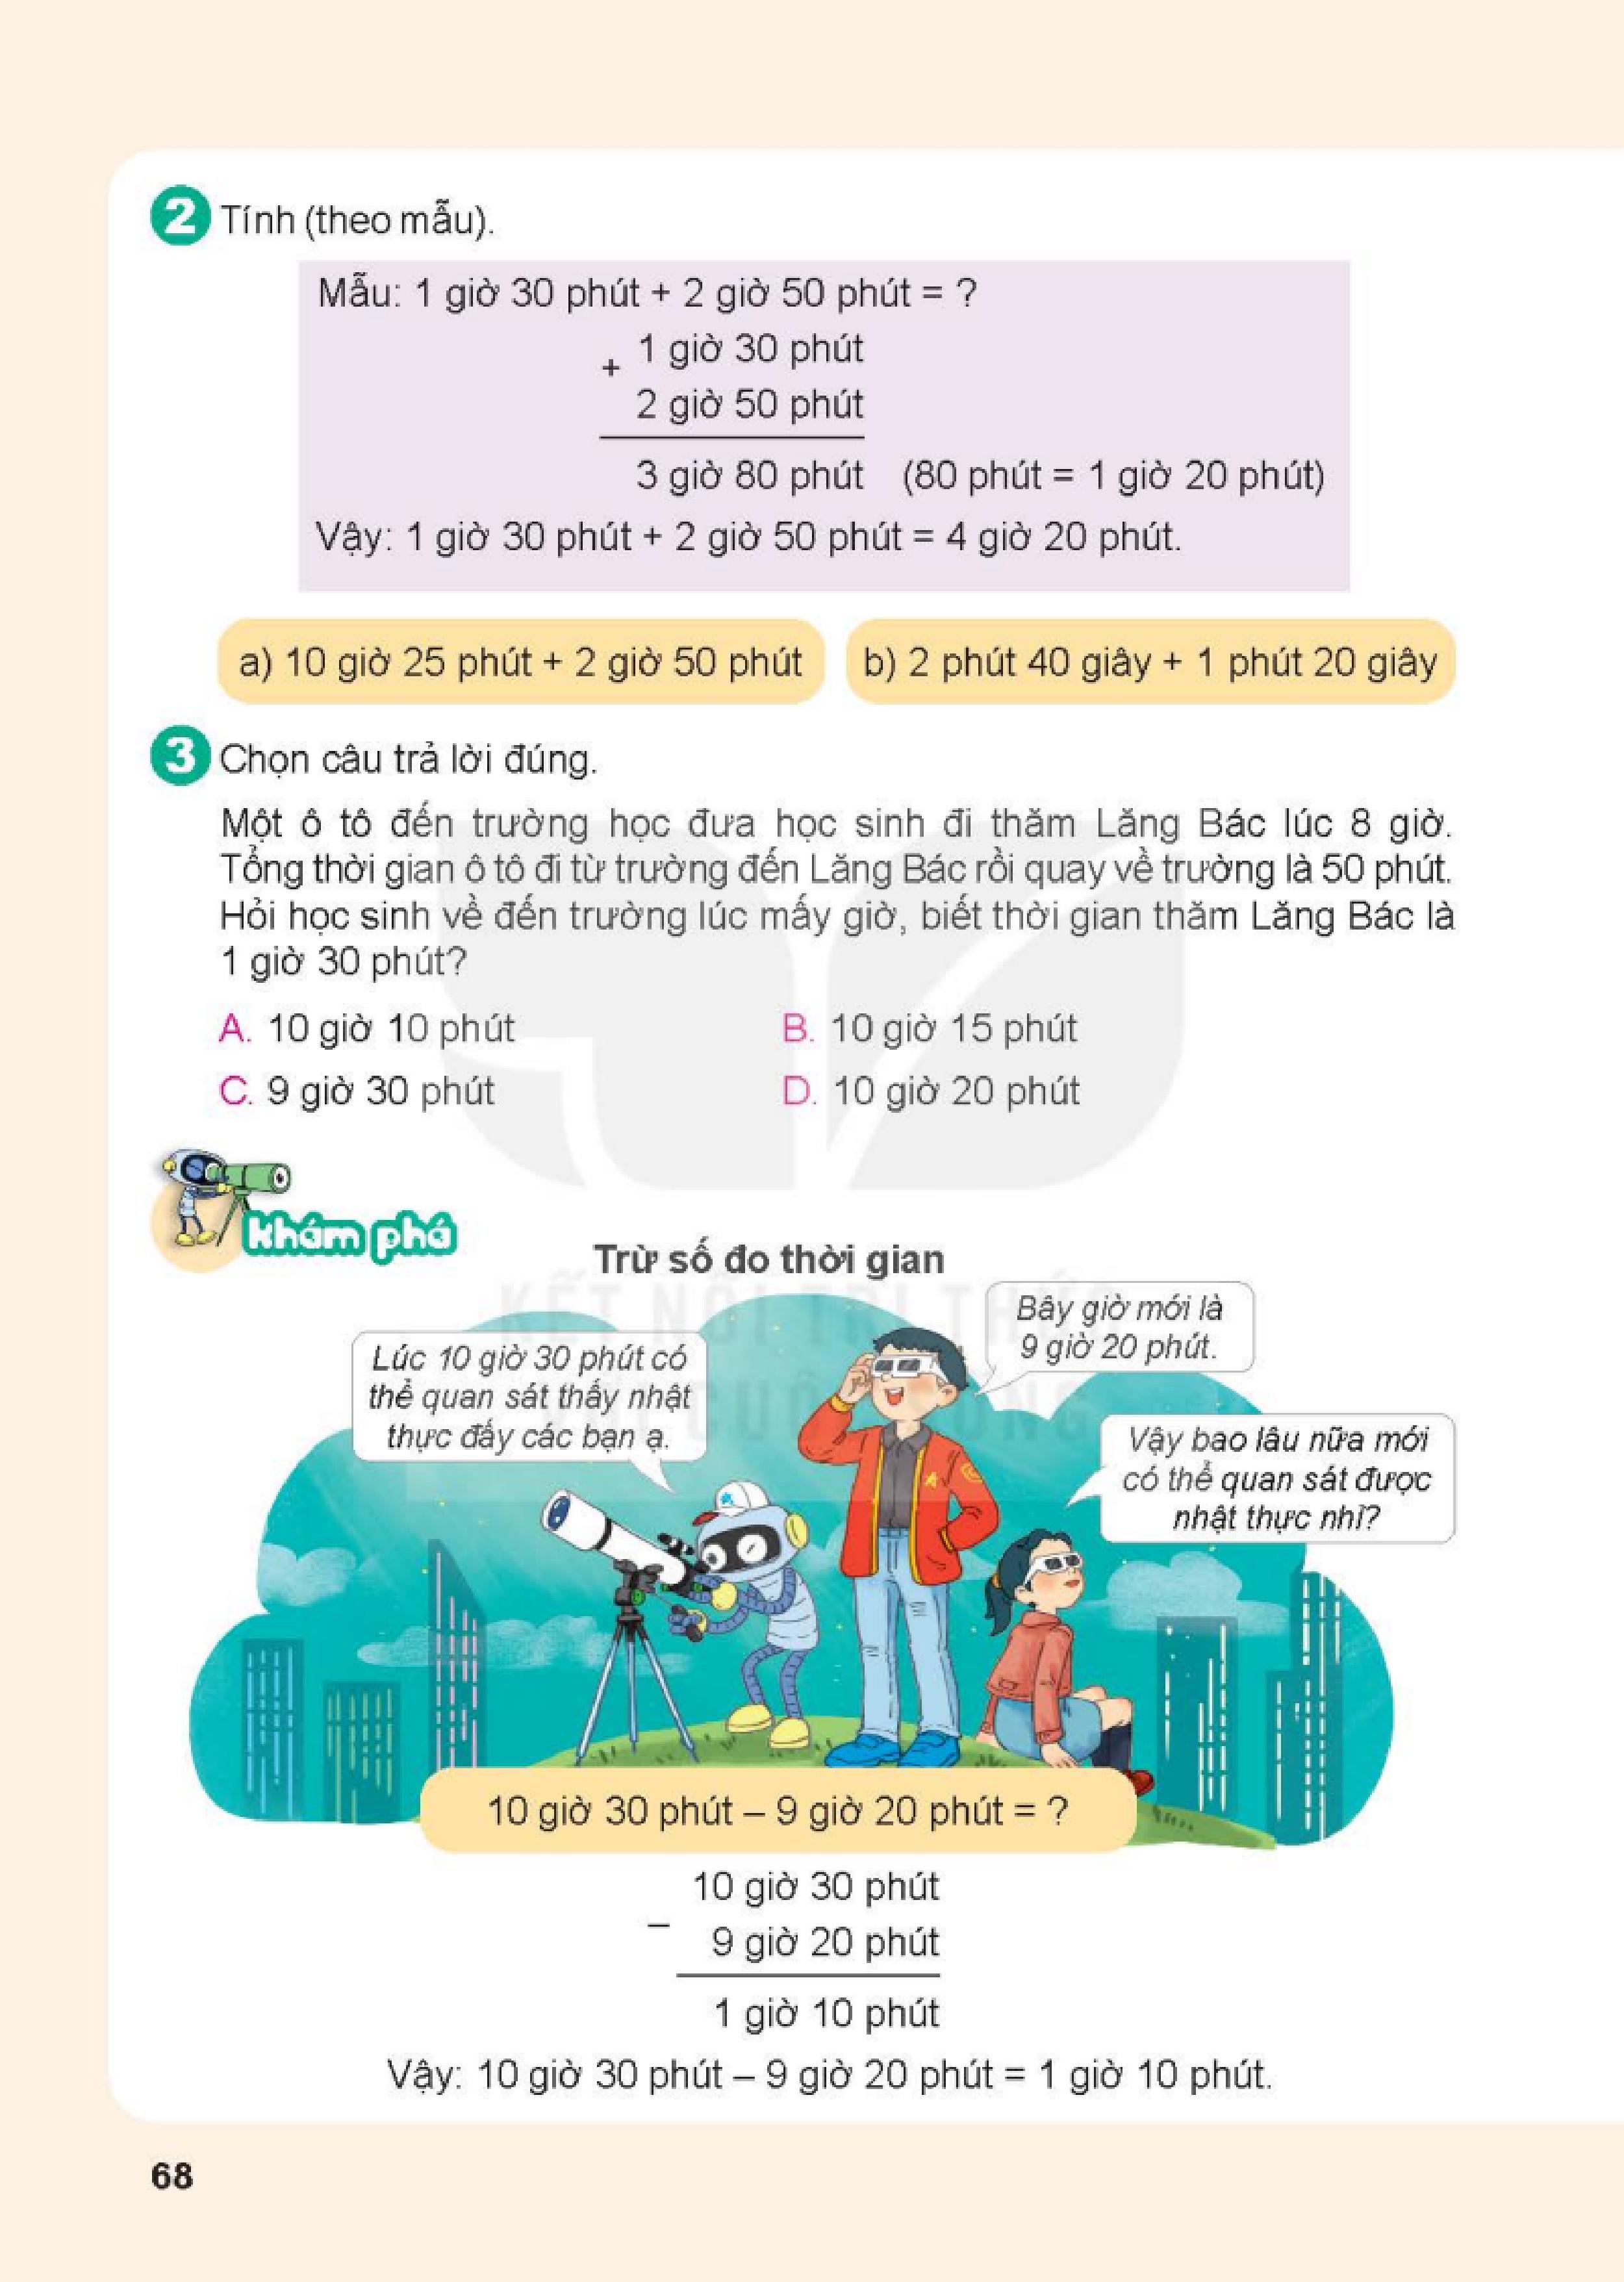 2 Tính (theo mẫu).
Mẫu: 1 giờ 30 phút + 2 giờ 50 phút = ?
1 giờ 30 phút
+
2 giờ 50 phút
3 giờ 80 phút (80 phút = 1 giờ 20 phút)
Vậy: 1 giờ 30 phút + 2 giờ 50 phút = 4 giờ 20 phút.
a) 10 giờ 25 phút + 2 giờ 50 phút
b) 2 phút 40 giây + 1 phút 20 giây
3 Chọn câu trả lời đúng.
Một ô tô đến trường học đưa học sinh đi thăm Lăng Bác lúc 8 giờ.
Tổng thời gian ô tô đi từ trường đến Lăng Bác rồi quay về trường là 50 phút.
Hỏi học sinh về đến trường lúc mấy giờ, biết thời gian thăm Lăng Bác là
1 giờ 30 phút?
A. 10 giờ 10 phút
B. 10 giờ 15 phút
C. 9 giờ 30 phút
D. 10 giờ 20 phút
Khám phá
Trừ số đo thời gian
KẾT NỐI TRI THỨC
Bây giờ mới là
9 giờ 20 phút.
Lúc 10 giờ 30 phút có
thể quan sát thấy nhật
thực đấy các bạn ạ.
Vậy bao lâu nữa mới
có thể quan sát được
nhật thực nhỉ?
10 giờ 30 phút – 9 giờ 20 phút = ?
10 giờ 30 phút
–
9 giờ 20 phút
1 giờ 10 phút
Vậy: 10 giờ 30 phút – 9 giờ 20 phút = 1 giờ 10 phút.
68